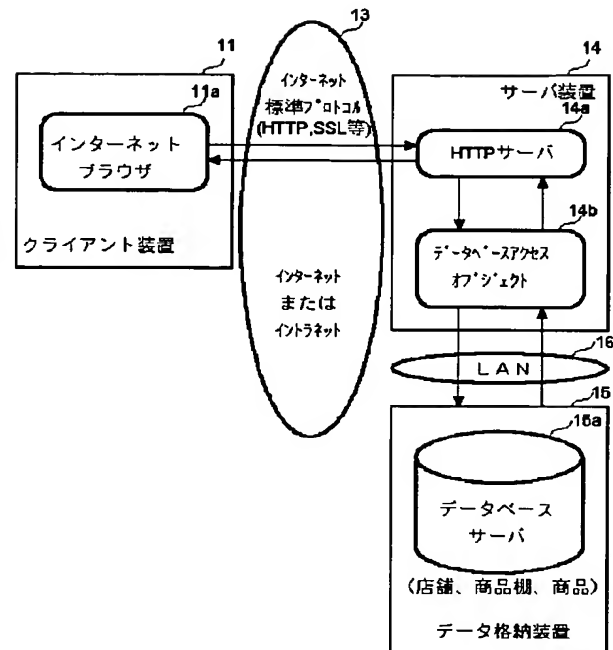 13
11
11a
インターネット
ブラウザ
クライアント装置
インターネット
標準プロトコル
(HTTP,SSL等)
インターネット
または
イントラネット
14
サーバ装置
14a
HTTPサーバ
14b
データベースアクセス
オブジェクト
16
LAN
15
15a
データベース
サーバ
(店舗、商品棚、商品)
データ格納装置